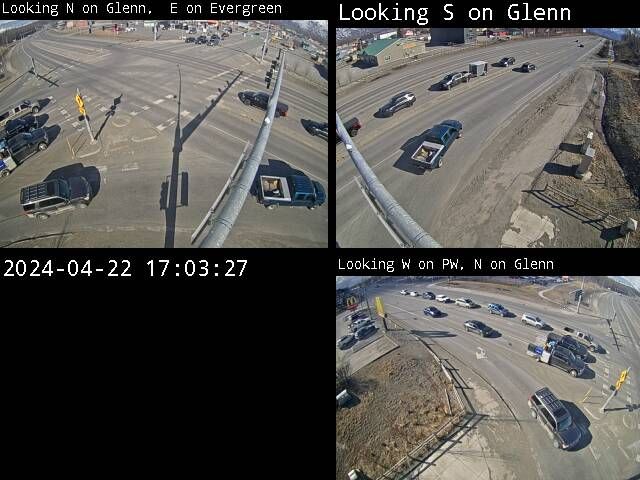 Looking N on Glenn, E on Evergreen
Looking S on Glenn
2024-04-22 17:03:27
Looking W on PW, N on Glenn